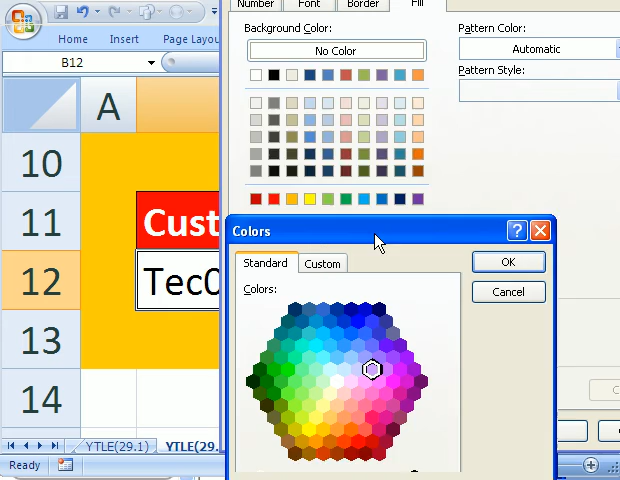 Number Font Border Fill
Home Insert Page Layou
B12
Background Color:
No Color
Pattern Color:
Automatic
Pattern Style:
A
10
11 Cust
12 Tec0
13
14
Colors
Standard Custom
OK
Cancel
Colors:
YTLE(29.1) YTLE(29.
Ready